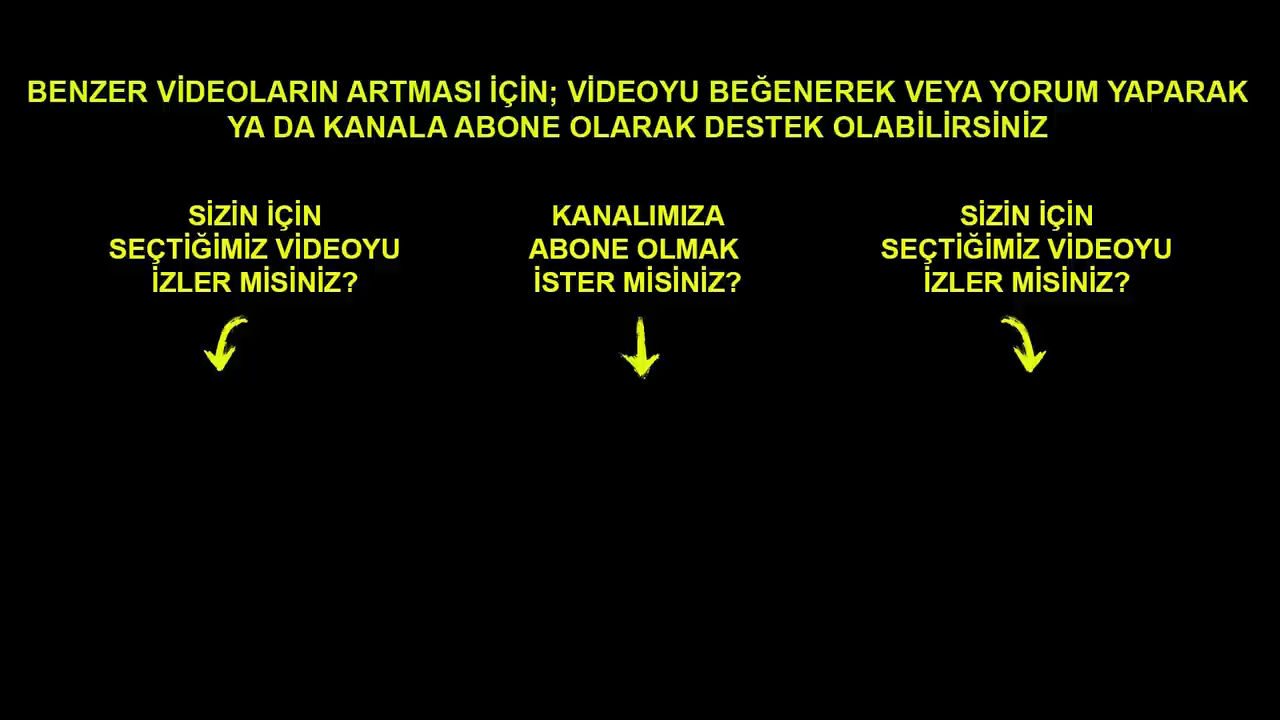 BENZER VİDEOLARIN ARTMASI İÇİN; VİDEOYU BEĞENEREK VEYA YORUM YAPARAK
YA DA KANALA ABONE OLARAK DESTEK OLABİLİRSİNİZ
SİZİN İÇİN
SEÇTİĞİMİZ VİDEOYU
İZLER MİSİNİZ?
KANALIMIZA
ABONE OLMAK
İSTER MİSİNİZ?
SİZİN İÇİN
SEÇTİĞİMİZ VİDEOYU
İZLER MİSİNİZ?